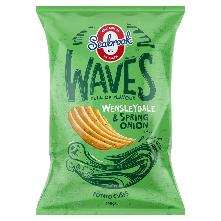 Seabrook
WAVES
FULL OF FLAVOUR
WENSLEYDALE
& SPRING
ONION
POTATO CRISPS